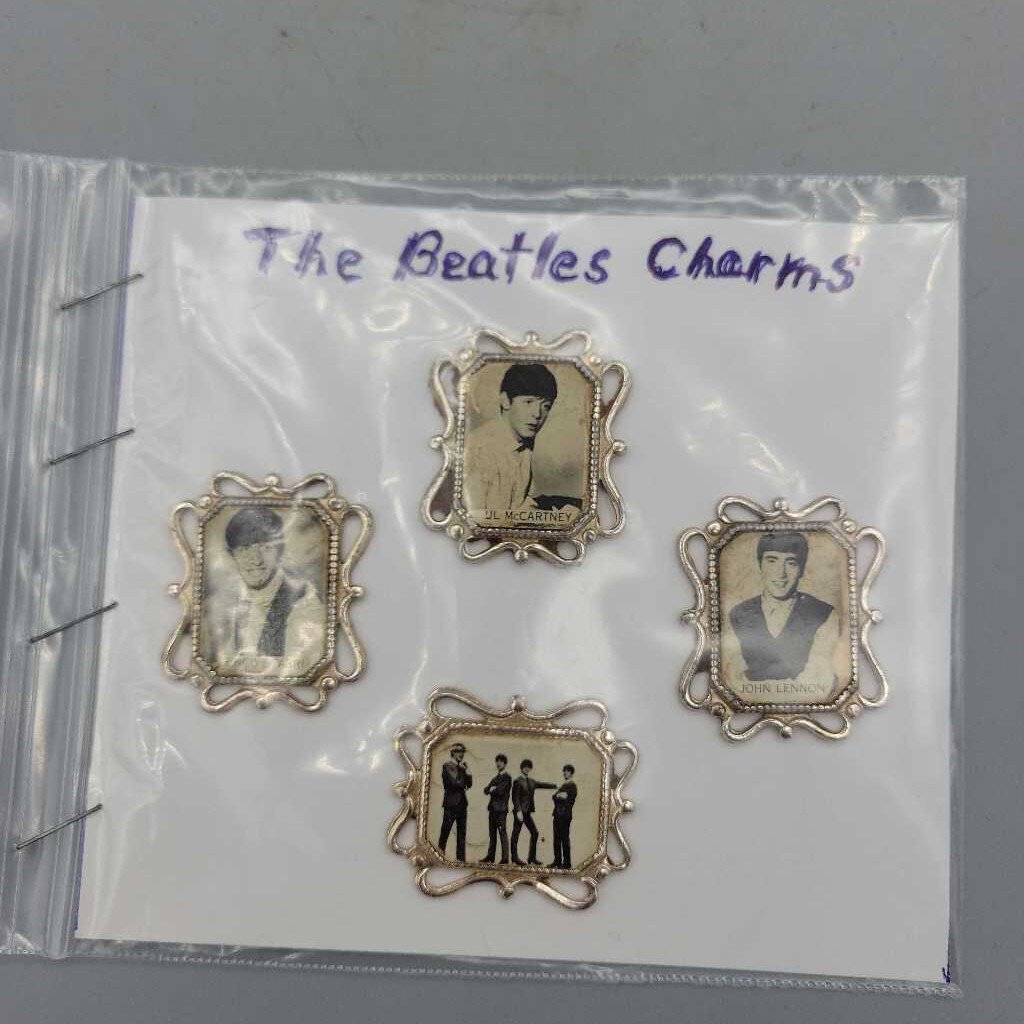 The Beatles Charms
UL McCARTNEY
JOHN LENNON